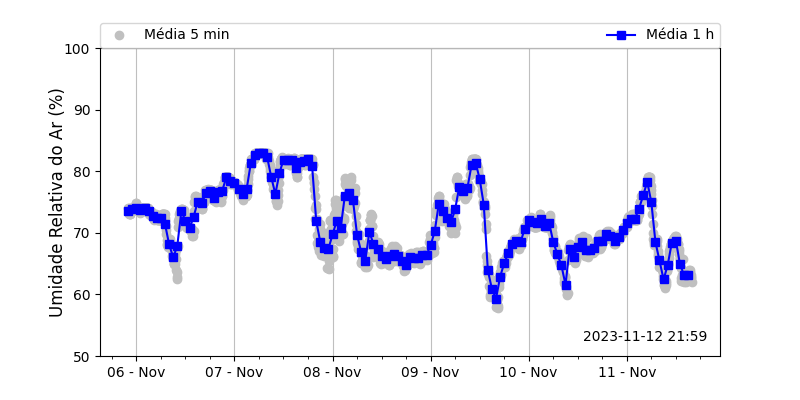 Média 5 min
Média 1 h
Umidade Relativa do Ar (%)
100
90
80
70
60
50
2023-11-12 21:59
06 - Nov
07 - Nov
08 - Nov
09 - Nov
10 - Nov
11 - Nov